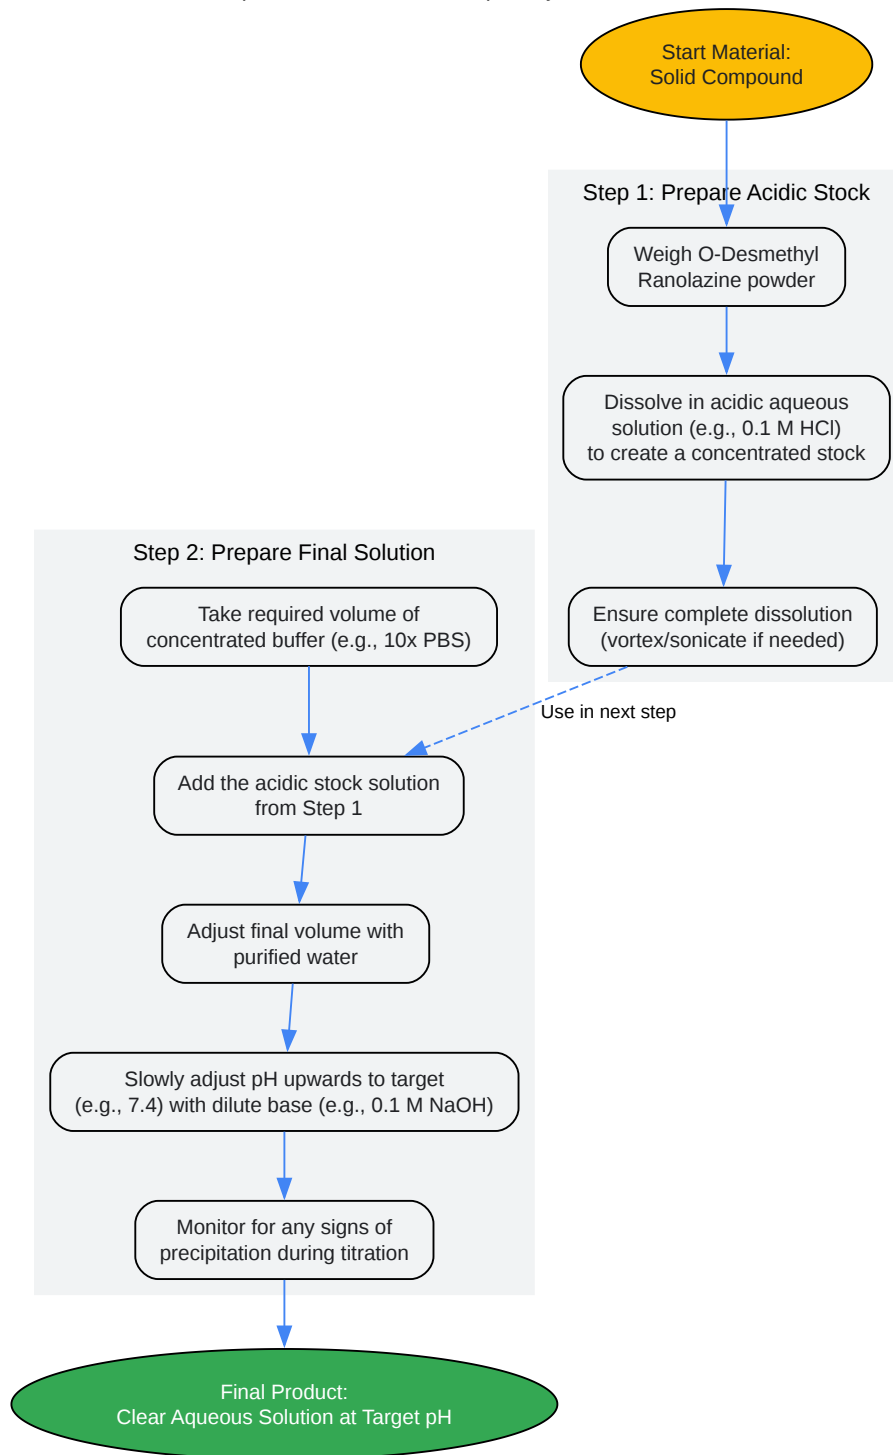 Start Material:
Solid Compound
Step 1: Prepare Acidic Stock
Weigh O-Desmethyl
Ranolazine powder
Dissolve in acidic aqueous
solution (e.g., 0.1 M HCl)
to create a concentrated stock
Ensure complete dissolution
(vortex/sonicate if needed)
Use in next step
Step 2: Prepare Final Solution
Take required volume of
concentrated buffer (e.g., 10x PBS)
Add the acidic stock solution
from Step 1
Adjust final volume with
purified water
Slowly adjust pH upwards to target
(e.g., 7.4) with dilute base (e.g., 0.1 M NaOH)
Monitor for any signs of
precipitation during titration
Final Product:
Clear Aqueous Solution at Target pH